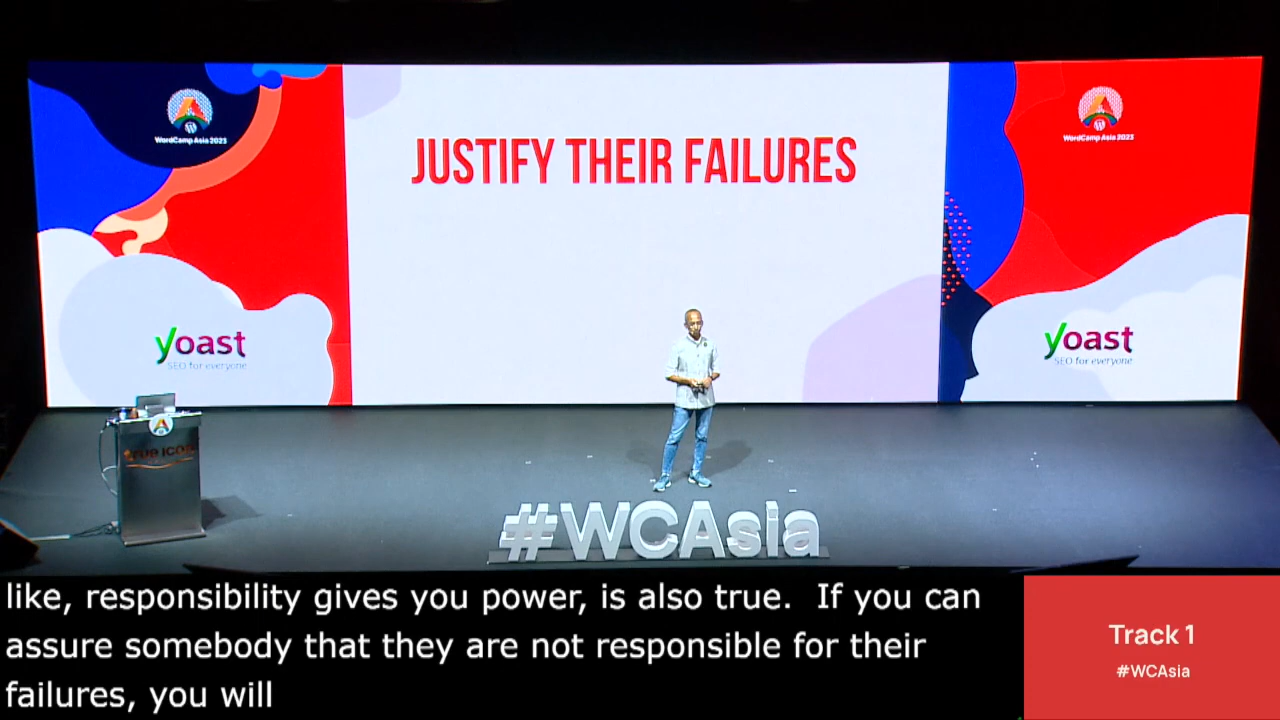 WordCamp Asia 2023
WordCamp Asia 2023
JUSTIFY THEIR FAILURES
yoast
SEO for everyone
yoast
SEO for everyone
#WCAsia
like, responsibility gives you power, is also true. If you can
assure somebody that they are not responsible for their
failures, you will
Track 1
#WCAsia